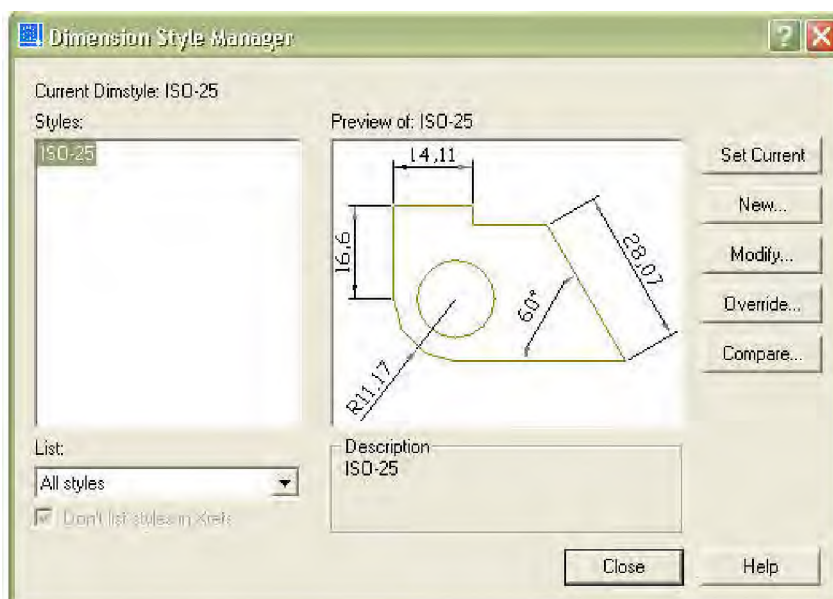 Dimension Style Manager
Current Dimstyle: ISO-25
Styles:
ISO-25
Preview of: ISO-25
14,11
16,6
28,07
60°
R11,17
Set Current
New...
Modify...
Override...
Compare...
List:
All styles
Don't list styles in Xrefs
Description
ISO-25
Close
Help